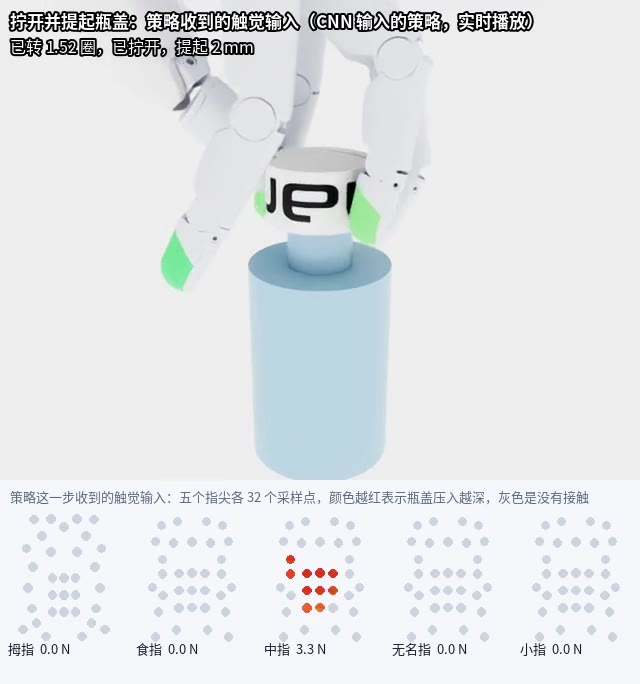 拧开并提起瓶盖：策略收到的触觉输入（CNN 输入的策略，实时播放）
已转 1.52 圈，已拧开，提起 2 mm
策略这一步收到的触觉输入：五个指尖各 32 个采样点，颜色越红表示瓶盖压入越深，灰色是没有接触
拇指 0.0 N
食指 0.0 N
中指 3.3 N
无名指 0.0 N
小指 0.0 N